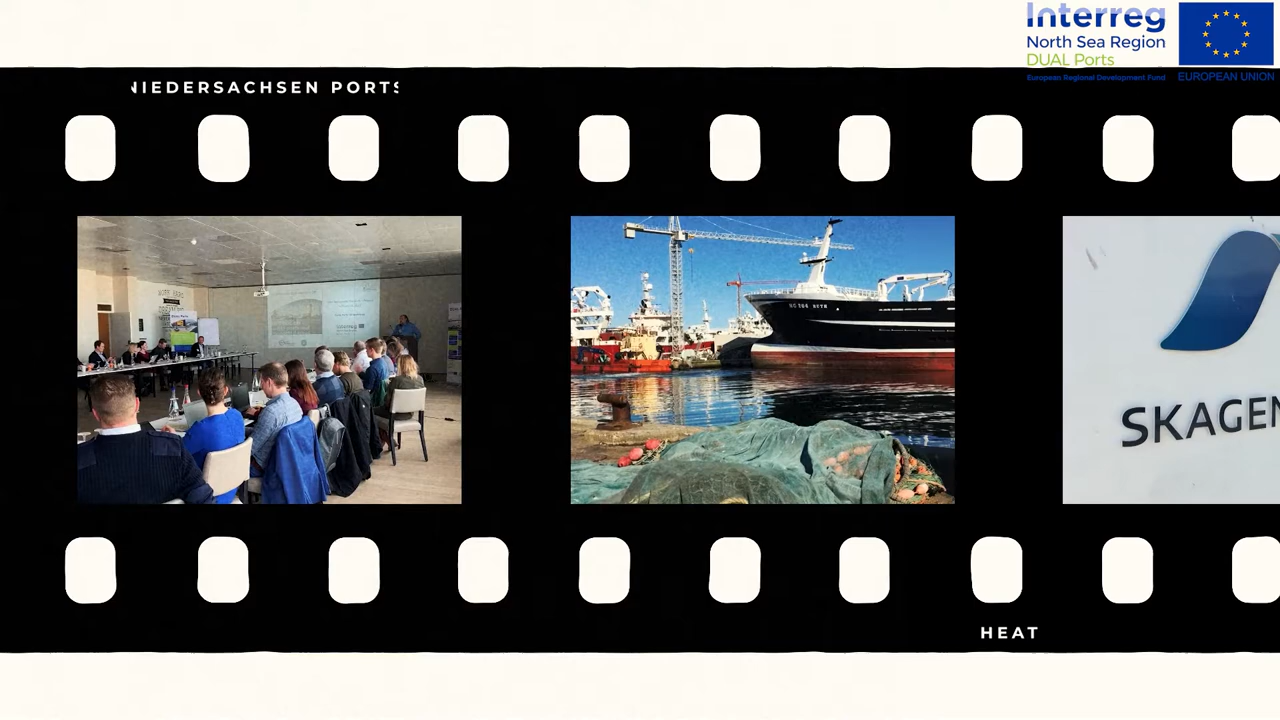 Interreg
North Sea Region
DUAL Ports
European Regional Development Fund
EUROPEAN UNION
NIEDERSACHSEN PORTS
SKAGEN
HEAT